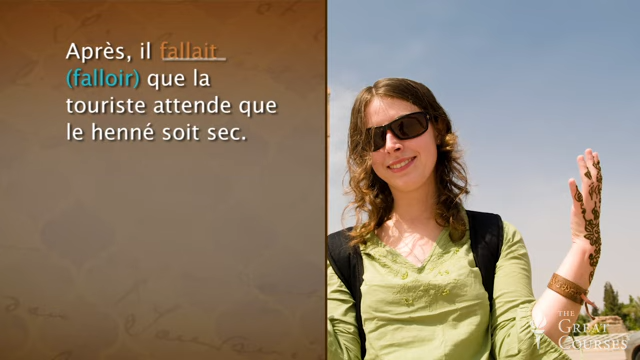 Après, il fallait
(falloir) que la
touriste attende que
le henné soit sec.
THE
GREAT
COURSES